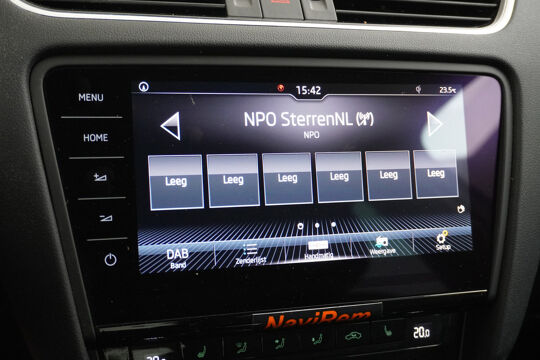 15:42
23.5°C
MENU
HOME
NPO SterrenNL
NPO
Leeg Leeg Leeg Leeg Leeg Leeg
DAB
Band
Zenderlijst
Handmatig
Weergave
Setup
NaviRom
20.0